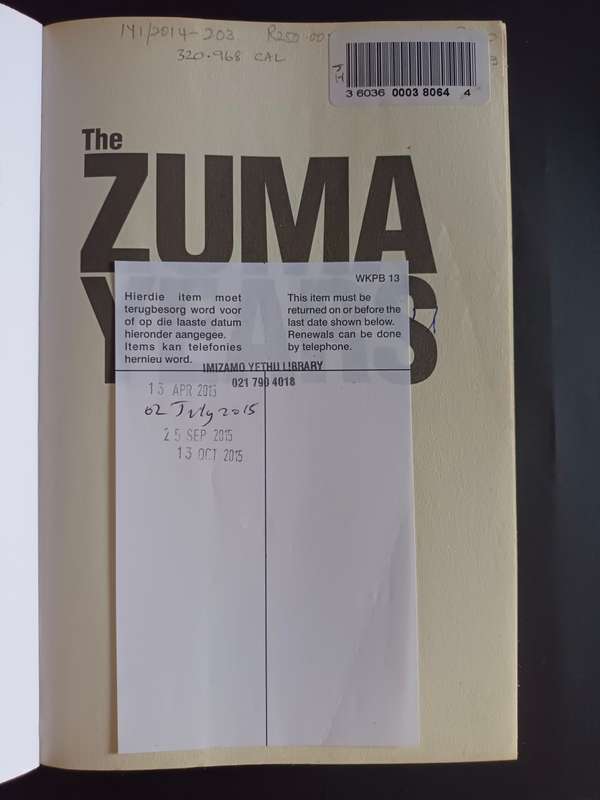 IYI/2014-203 R250.00
320.968 CAL
3 6036 0003 8064 4
The
ZUMA
YEARS
WKPB 13
Hierdie item moet
terugbesorg word voor
of op die laaste datum
hieronder aangegee.
Items kan telefonies
hernieu word.
This item must be
returned on or before the
last date shown below.
Renewals can be done
by telephone.
IMIZAMO YETHU LIBRARY
021 790 4018
13 APR 2015
02 July 2015
25 SEP 2015
13 OCT 2015